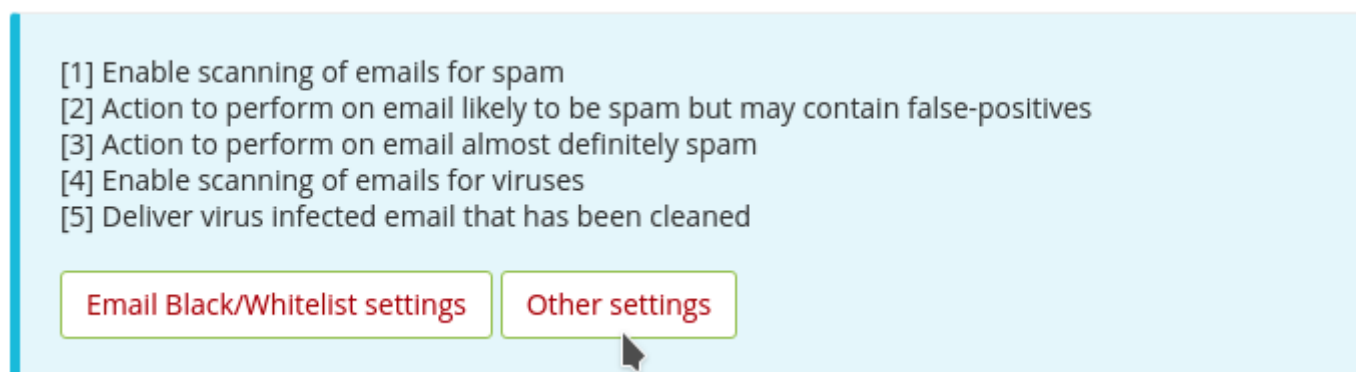 [1] Enable scanning of emails for spam
[2] Action to perform on email likely to be spam but may contain false-positives
[3] Action to perform on email almost definitely spam
[4] Enable scanning of emails for viruses
[5] Deliver virus infected email that has been cleaned
Email Black/Whitelist settings Other settings